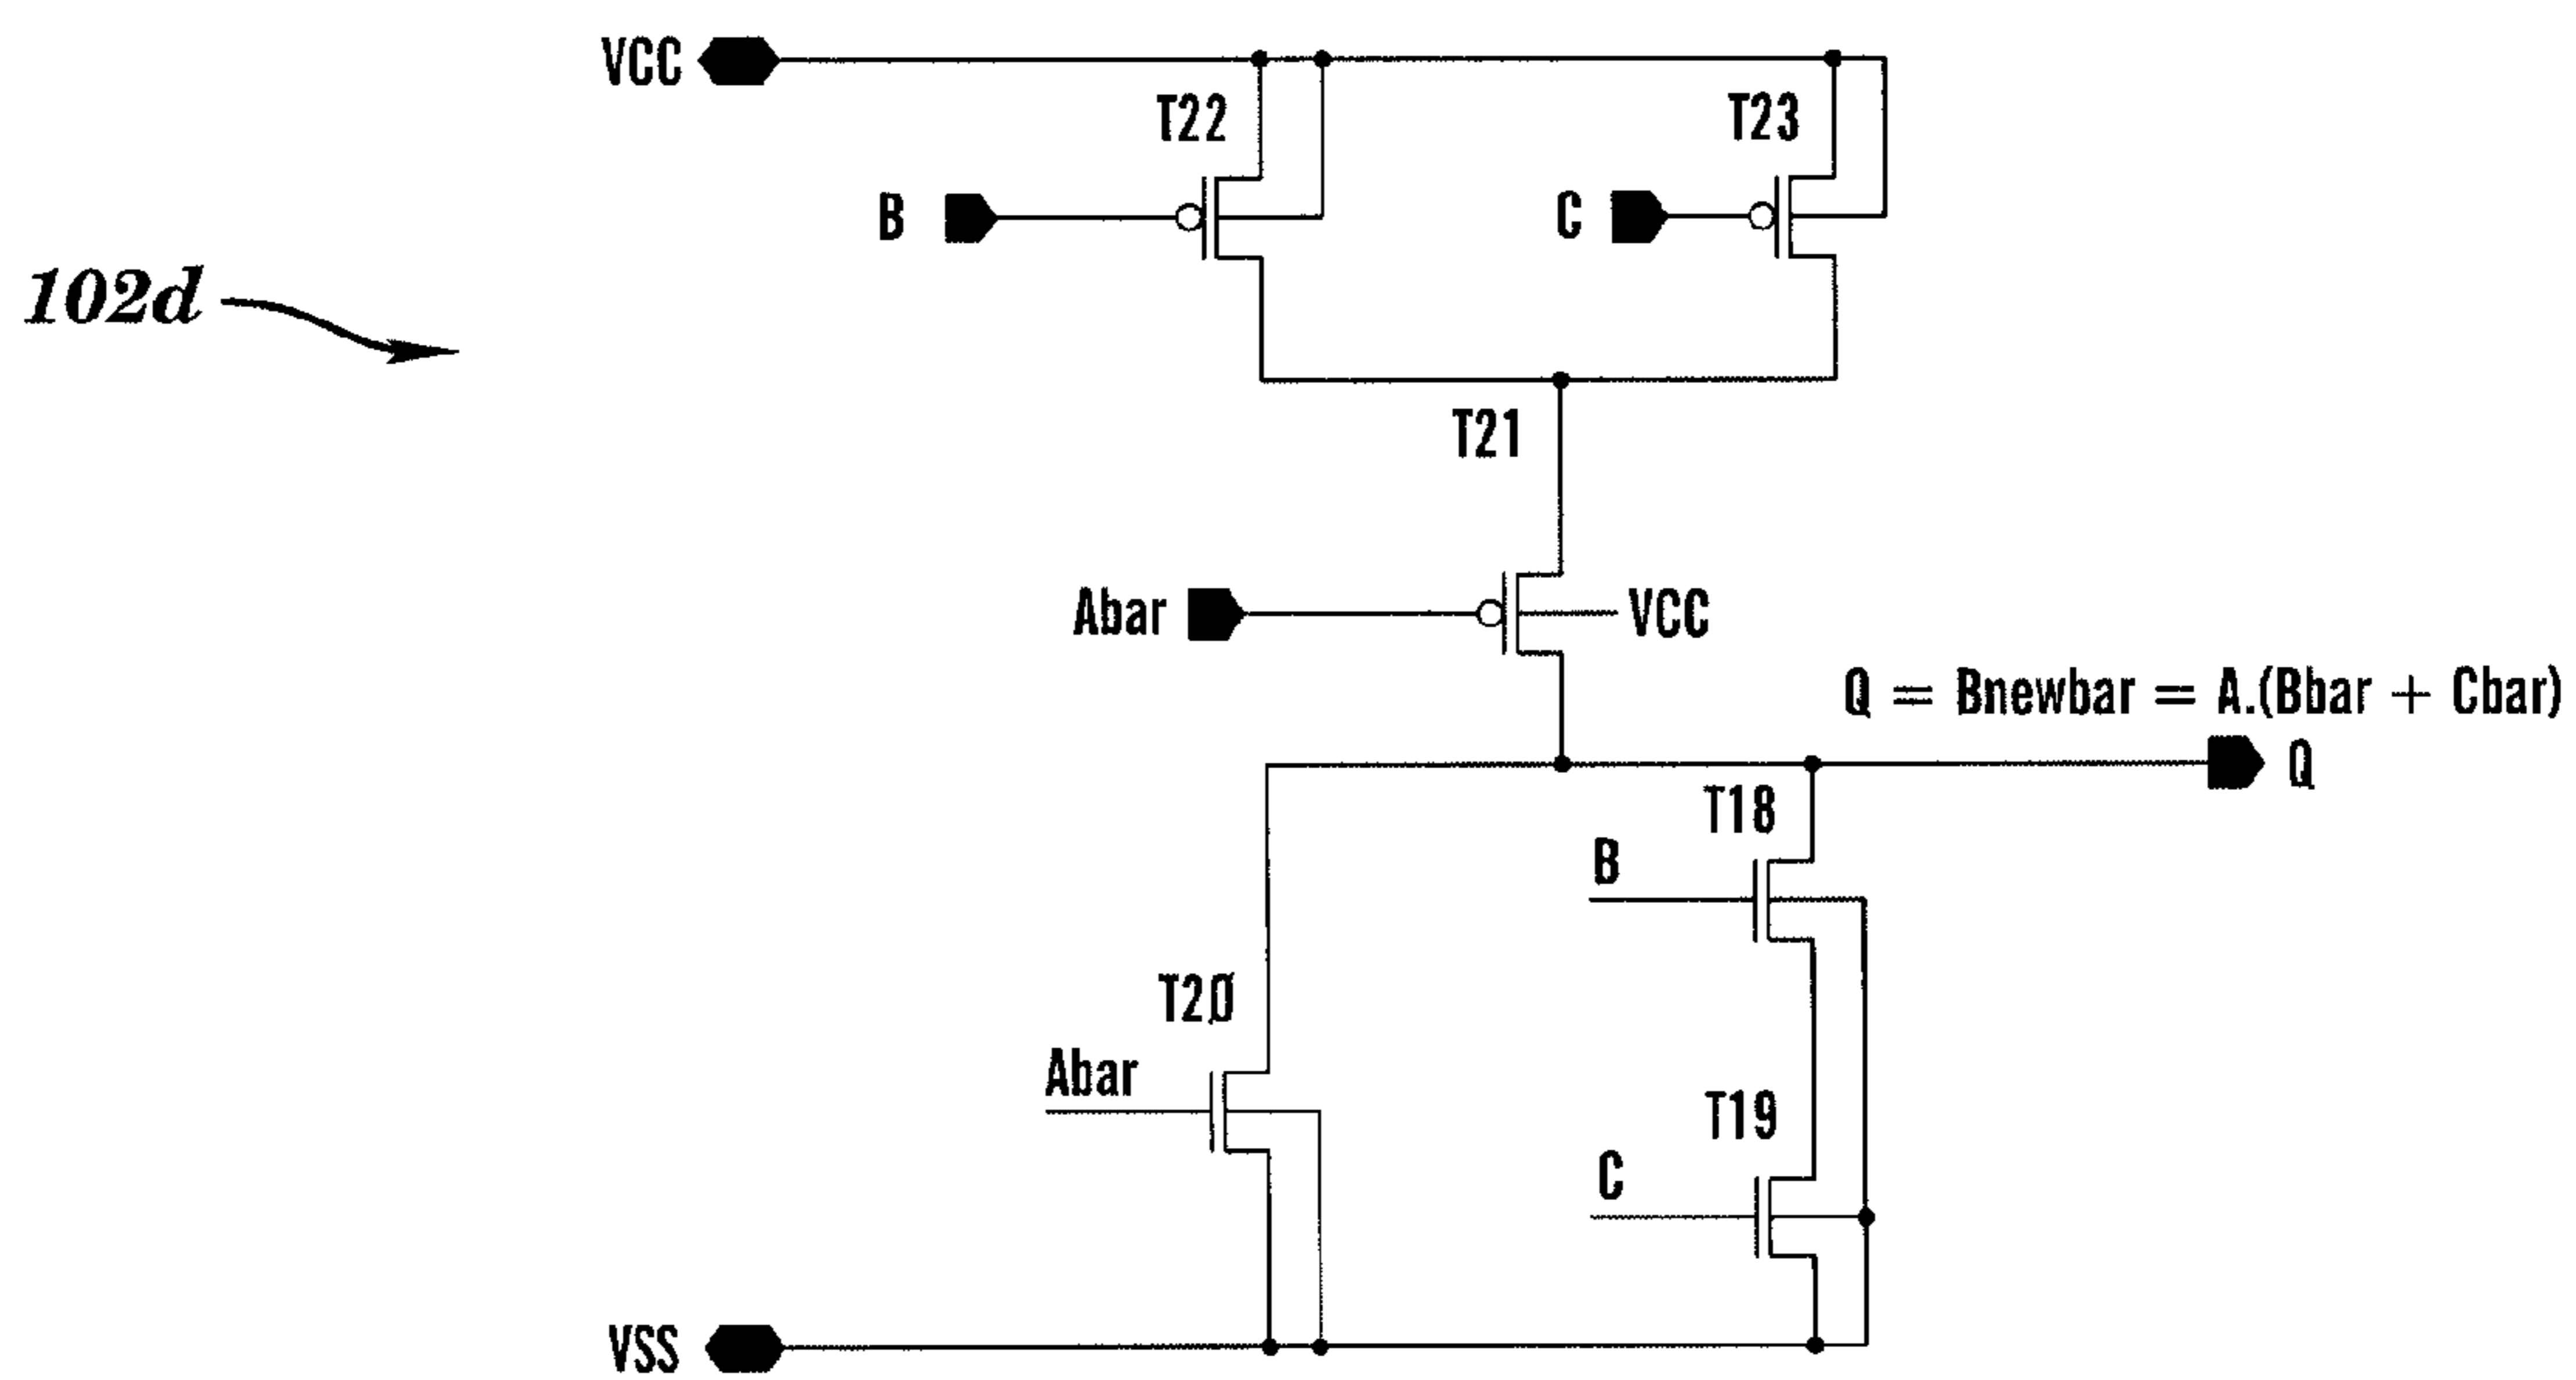 VCC
T22
T23
B
C
102d
T21
Abar
VCC
Q = Bnewbar = A.(Bbar + Cbar)
Q
T18
B
T20
Abar
T19
C
VSS